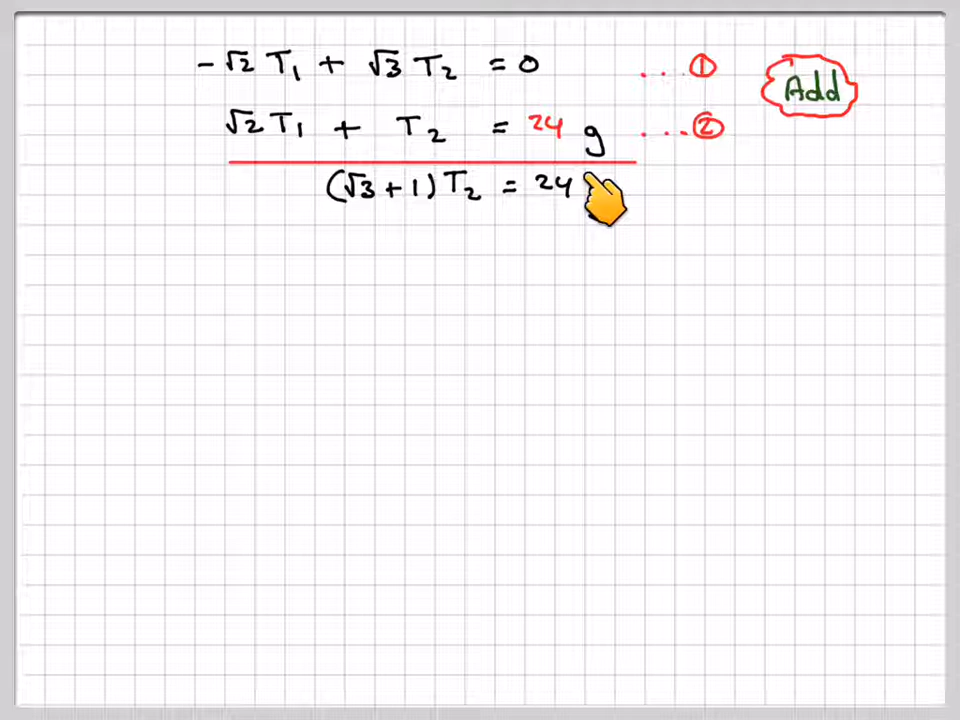 -√2 T₁ + √3 T₂ = 0 ... ①
Add
√2 T₁ + T₂ = 24 g ... ②
(√3 + 1) T₂ = 24